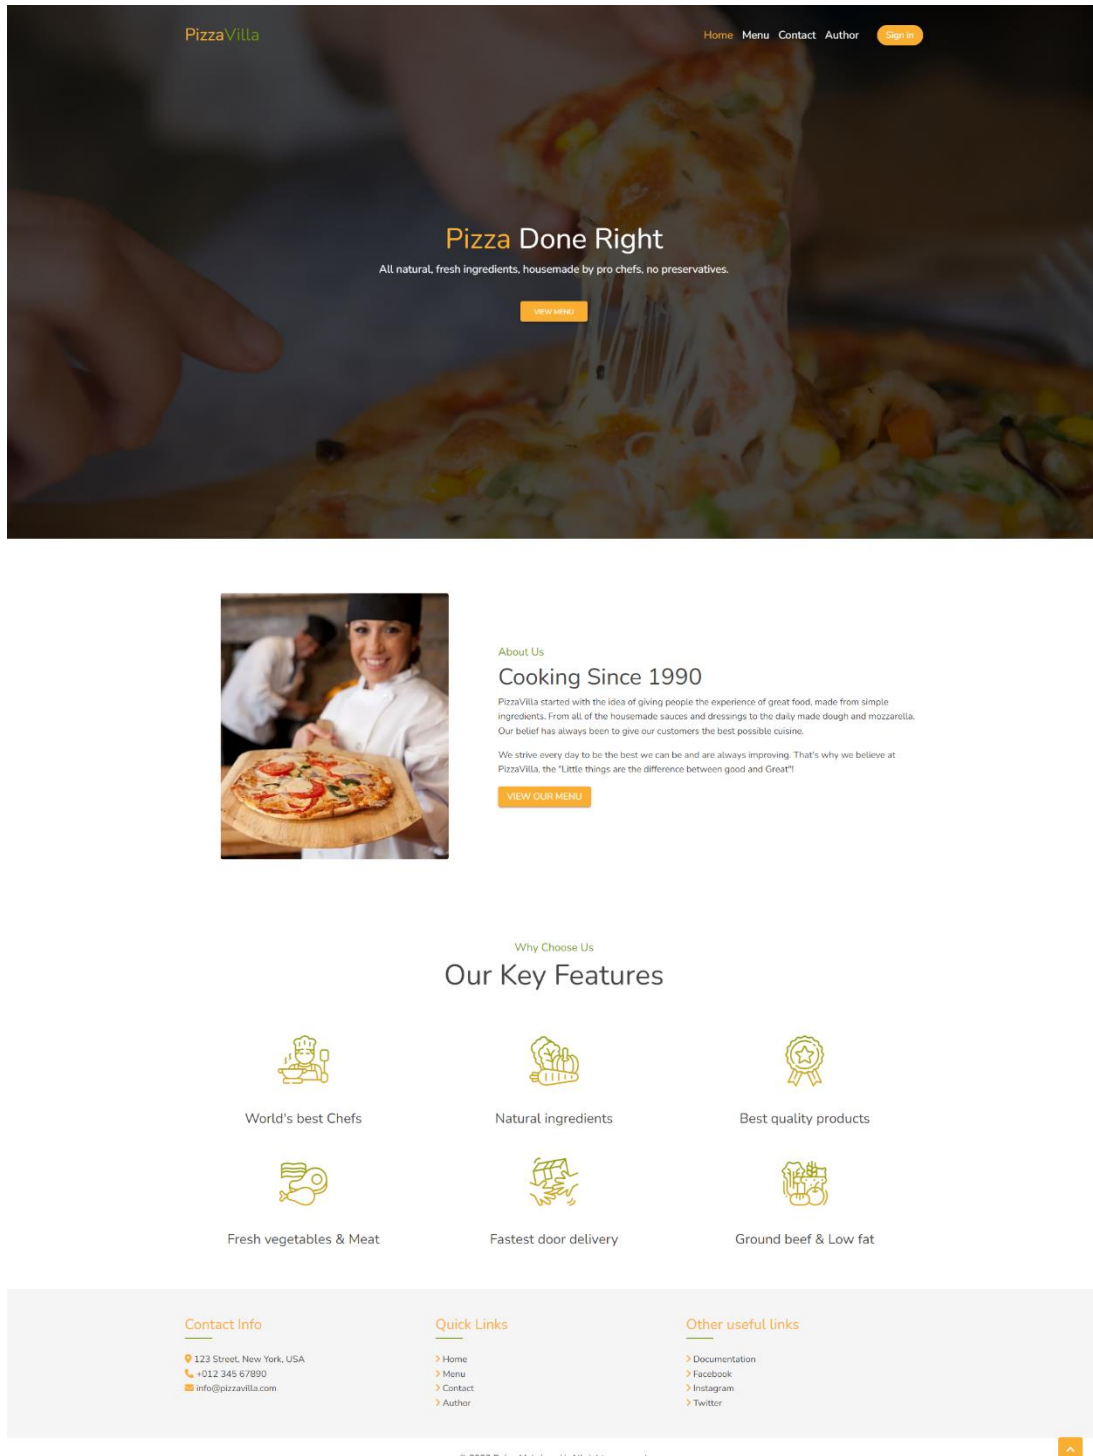 PizzaVilla
Home Menu Contact Author Sign in
Pizza Done Right
All natural, fresh ingredients, housemade by pro chefs, no preservatives.
VIEW MENU
About Us
Cooking Since 1990
PizzaVilla started with the idea of giving people the experience of great food, made from simple
ingredients. From all of the housemade sauces and dressings to the daily made dough and mozzarella.
Our belief has always been to give our customers the best possible cuisine.
We strive every day to be the best we can be and are always improving. That's why we believe at
PizzaVilla, the "Little things are the difference between good and Great"!
VIEW OUR MENU
Why Choose Us
Our Key Features
World's best Chefs
Natural ingredients
Best quality products
Fresh vegetables & Meat
Fastest door delivery
Ground beef & Low fat
Contact Info
123 Street, New York, USA
+012 345 67890
info@pizzavilla.com
Quick Links
Home
Menu
Contact
Author
Other useful links
Documentation
Facebook
Instagram
Twitter